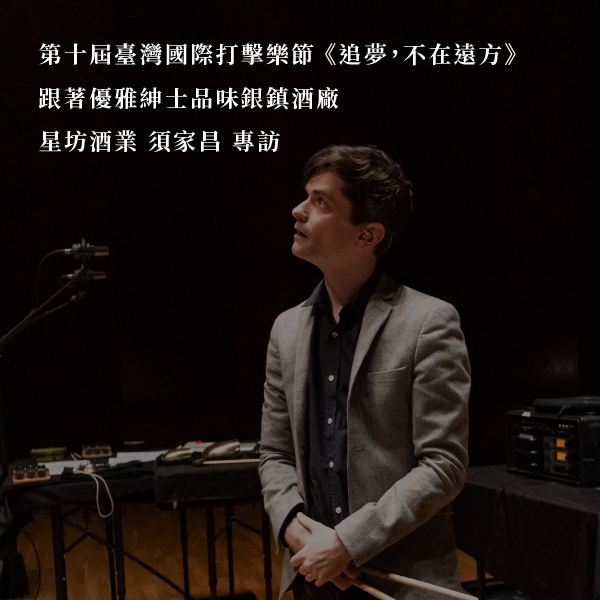 第十屆臺灣國際打擊樂節《追夢，不在遠方》
跟著優雅紳士品味銀鎮酒廠
星坊酒業 須家昌 專訪